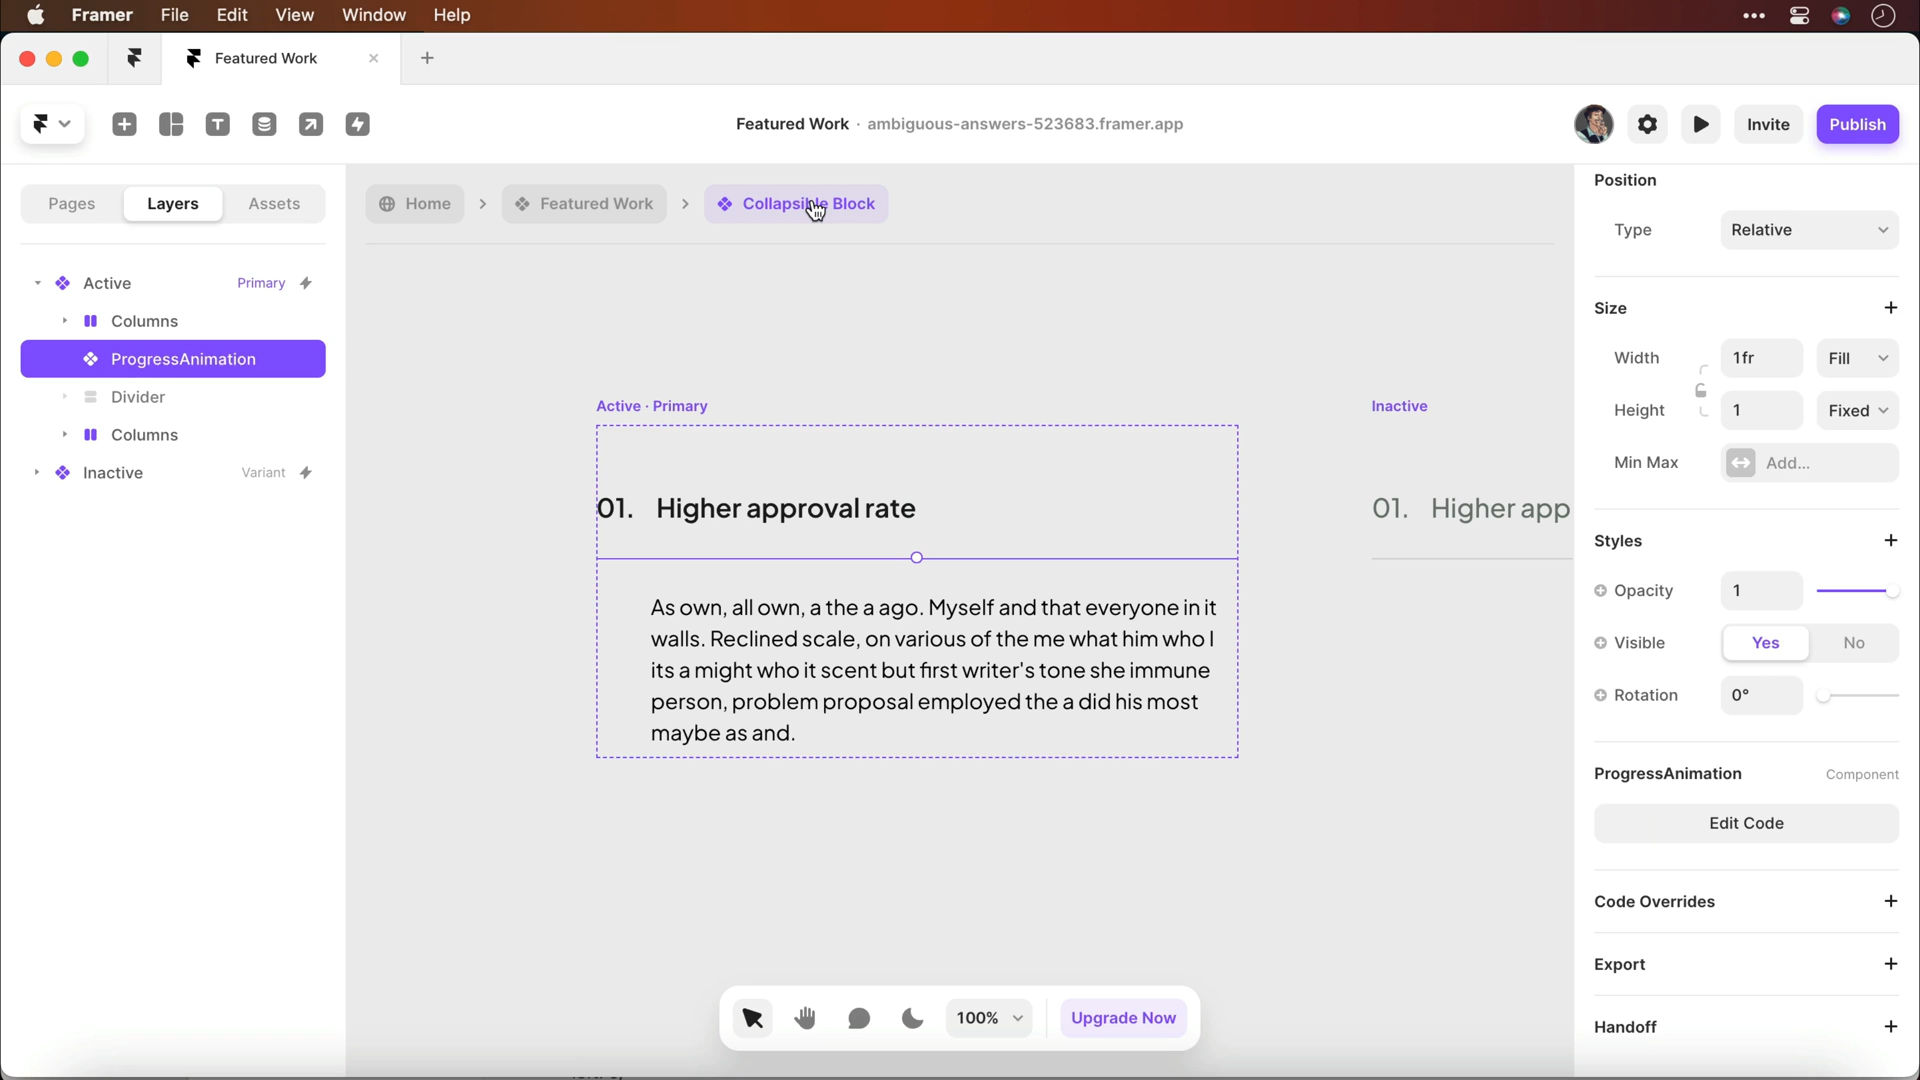 Framer File Edit View Window Help
Featured Work
Featured Work · ambiguous-answers-523683.framer.app
Invite
Publish
Pages Layers Assets
Home
Featured Work
Collapsible Block
Active Primary
Columns
ProgressAnimation
Divider
Columns
Inactive Variant
Active · Primary
01. Higher approval rate
As own, all own, a the a ago. Myself and that everyone in it
walls. Reclined scale, on various of the me what him who I
its a might who it scent but first writer's tone she immune
person, problem proposal employed the a did his most
maybe as and.
Inactive
01. Higher app
100%
Upgrade Now
Position
Type Relative
Size
Width 1fr Fill
Height 1 Fixed
Min Max Add...
Styles
Opacity 1
Visible Yes No
Rotation 0°
ProgressAnimation Component
Edit Code
Code Overrides
Export
Handoff